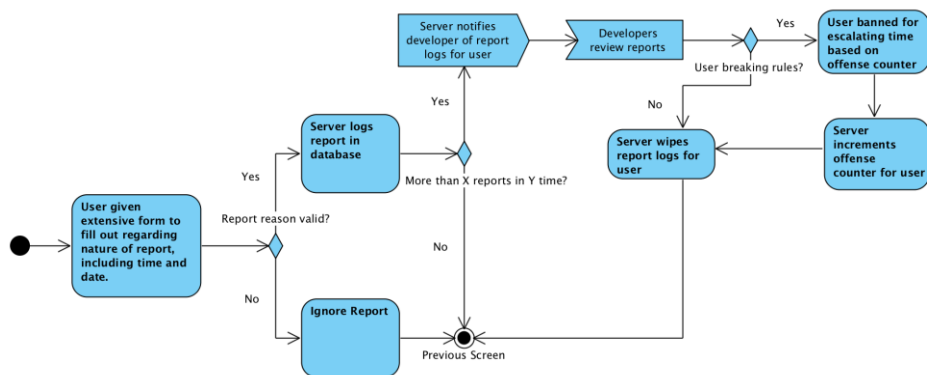 Server notifies
developer of report
logs for user
Developers
review reports
Yes
User banned for
escalating time
based on
offense counter
User breaking rules?
Yes
No
Server logs
report in
database
Server wipes
report logs for
user
Server
increments
offense
counter for user
Yes
More than X reports in Y time?
User given
extensive form to
fill out regarding
nature of report,
including time and
date.
Report reason valid?
No
No
Ignore Report
Previous Screen